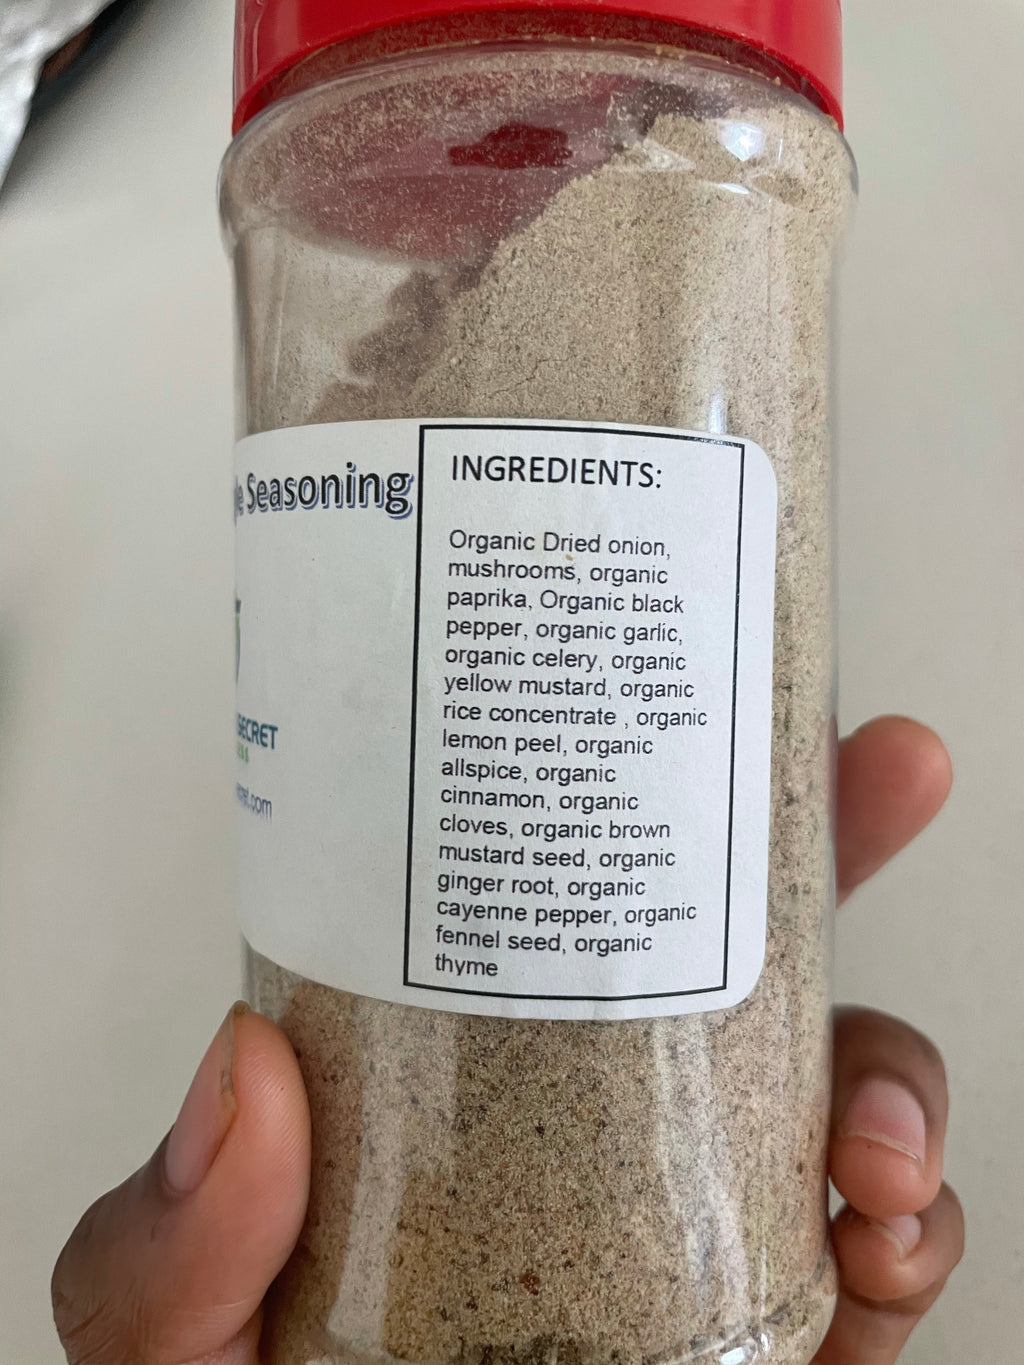 Seasoning
SECRET
INGREDIENTS:
Organic Dried onion,
mushrooms, organic
paprika, Organic black
pepper, organic garlic,
organic celery, organic
yellow mustard, organic
rice concentrate , organic
lemon peel, organic
allspice, organic
cinnamon, organic
cloves, organic brown
mustard seed, organic
ginger root, organic
cayenne pepper, organic
fennel seed, organic
thyme